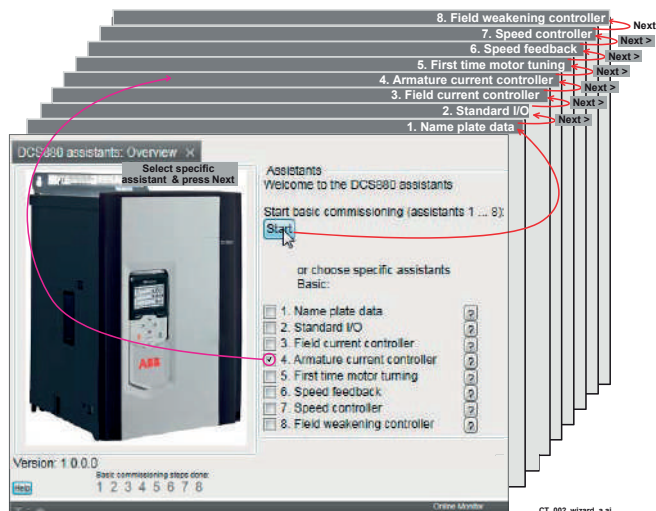 8. Field weakening controller
Next
7. Speed controller
Next >
6. Speed feedback
Next >
5. First time motor tuning
Next >
4. Armature current controller
Next >
3. Field current controller
Next >
2. Standard I/O
Next >
1. Name plate data
DCS880 assistants: Overview ×
Select specific
assistant & press Next
Assistants
Welcome to the DCS880 assistants
Start basic commissioning (assistants 1 ... 8):
Start
or choose specific assistants
Basic:
1. Name plate data ?
2. Standard I/O ?
3. Field current controller ?
4. Armature current controller ?
5. First time motor turning ?
6. Speed feedback ?
7. Speed controller ?
8. Field weakening controller ?
ABB
Version: 1.0.0.0
Basic commissioning steps done:
Help
1 2 3 4 5 6 7 8
Online Monitor
CT_002_wizard_a.ai